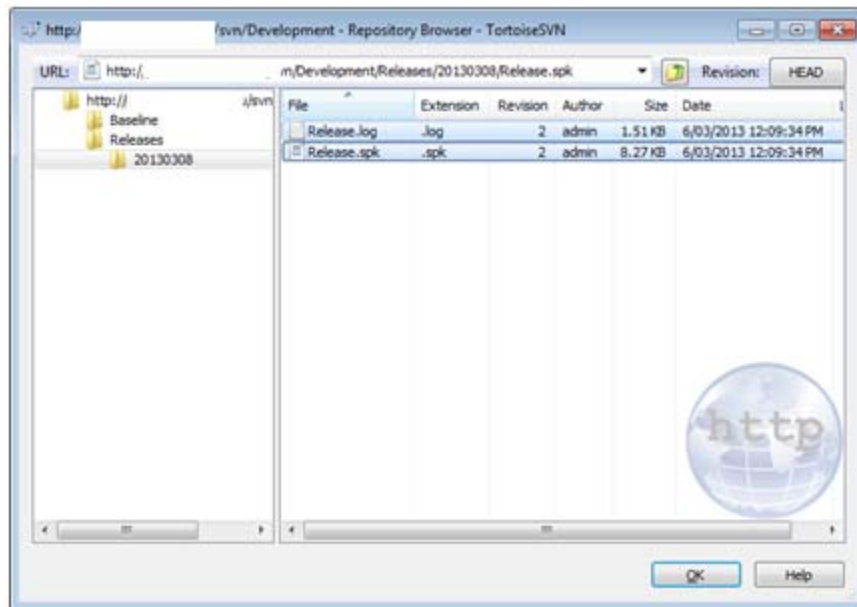 http:/ /svn/Development - Repository Browser - TortoiseSVN
URL: http:/ m/Development/Releases/20130308/Release.spk Revision: HEAD
http:// /svn
Baseline
Releases
20130308
File Extension Revision Author Size Date
Release.log .log 2 admin 1.51 KB 6/03/2013 12:09:34 PM
Release.spk .spk 2 admin 8.27 KB 6/03/2013 12:09:34 PM
http
OK Help